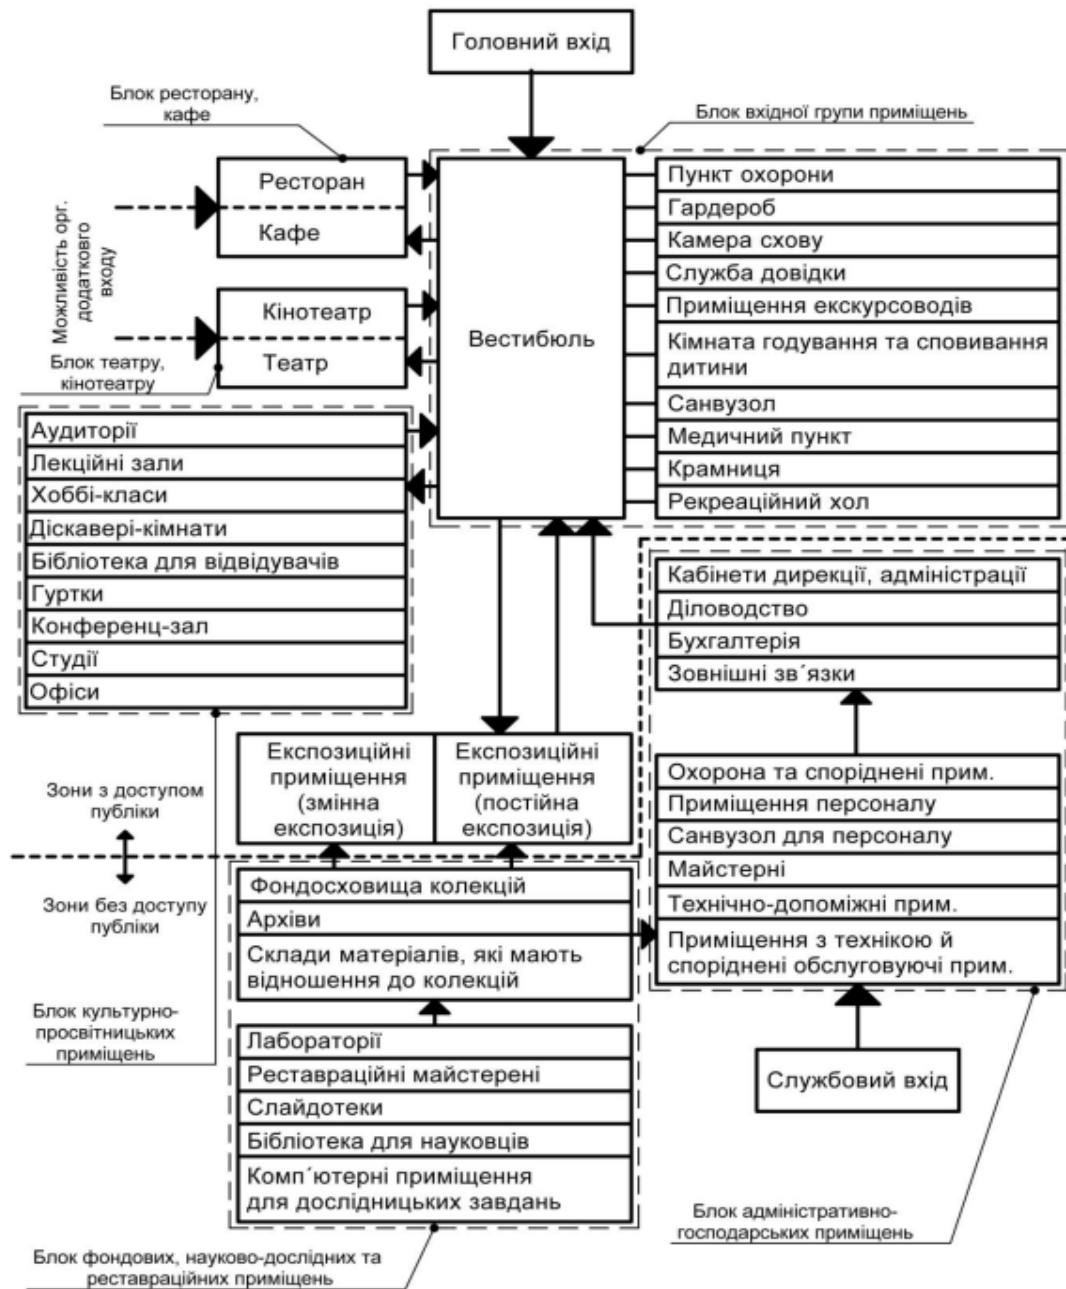 Головний вхід
Блок ресторану,
кафе
Блок вхідної групи приміщень
Ресторан
Кафе
Можливість орг.
додатково
входу
Кінотеатр
Театр
Блок театру,
кінотеатру
Вестибюль
Пункт охорони
Гардероб
Камера схову
Служба довідки
Приміщення екскурсоводів
Кімната годування та сповивання
дитини
Санвузол
Медичний пункт
Крамниця
Рекреаційний хол
Аудиторії
Лекційні зали
Хоббі-класи
Діскавері-кімнати
Бібліотека для відвідувачів
Гуртки
Конференц-зал
Студії
Офіси
Кабінети дирекції, адміністрації
Діловодство
Бухгалтерія
Зовнішні зв´язки
Експозиційні
приміщення
(змінна
експозиція)
Експозиційні
приміщення
(постійна
експозиція)
Охорона та споріднені прим.
Приміщення персоналу
Санвузол для персоналу
Майстерні
Технічно-допоміжні прим.
Приміщення з технікою й
споріднені обслуговуючі прим.
Зони з доступом
публіки
Зони без доступу
публіки
Фондосховища колекцій
Архіви
Склади матеріалів, які мають
відношення до колекцій
Блок культурно-
просвітницьких
приміщень
Лабораторії
Реставраційні майстерені
Слайдотеки
Бібліотека для науковців
Комп´ютерні приміщення
для дослідницьких завдань
Службовий вхід
Блок адміністративно-
господарських приміщень
Блок фондових, науково-дослідних та
реставраційних приміщень